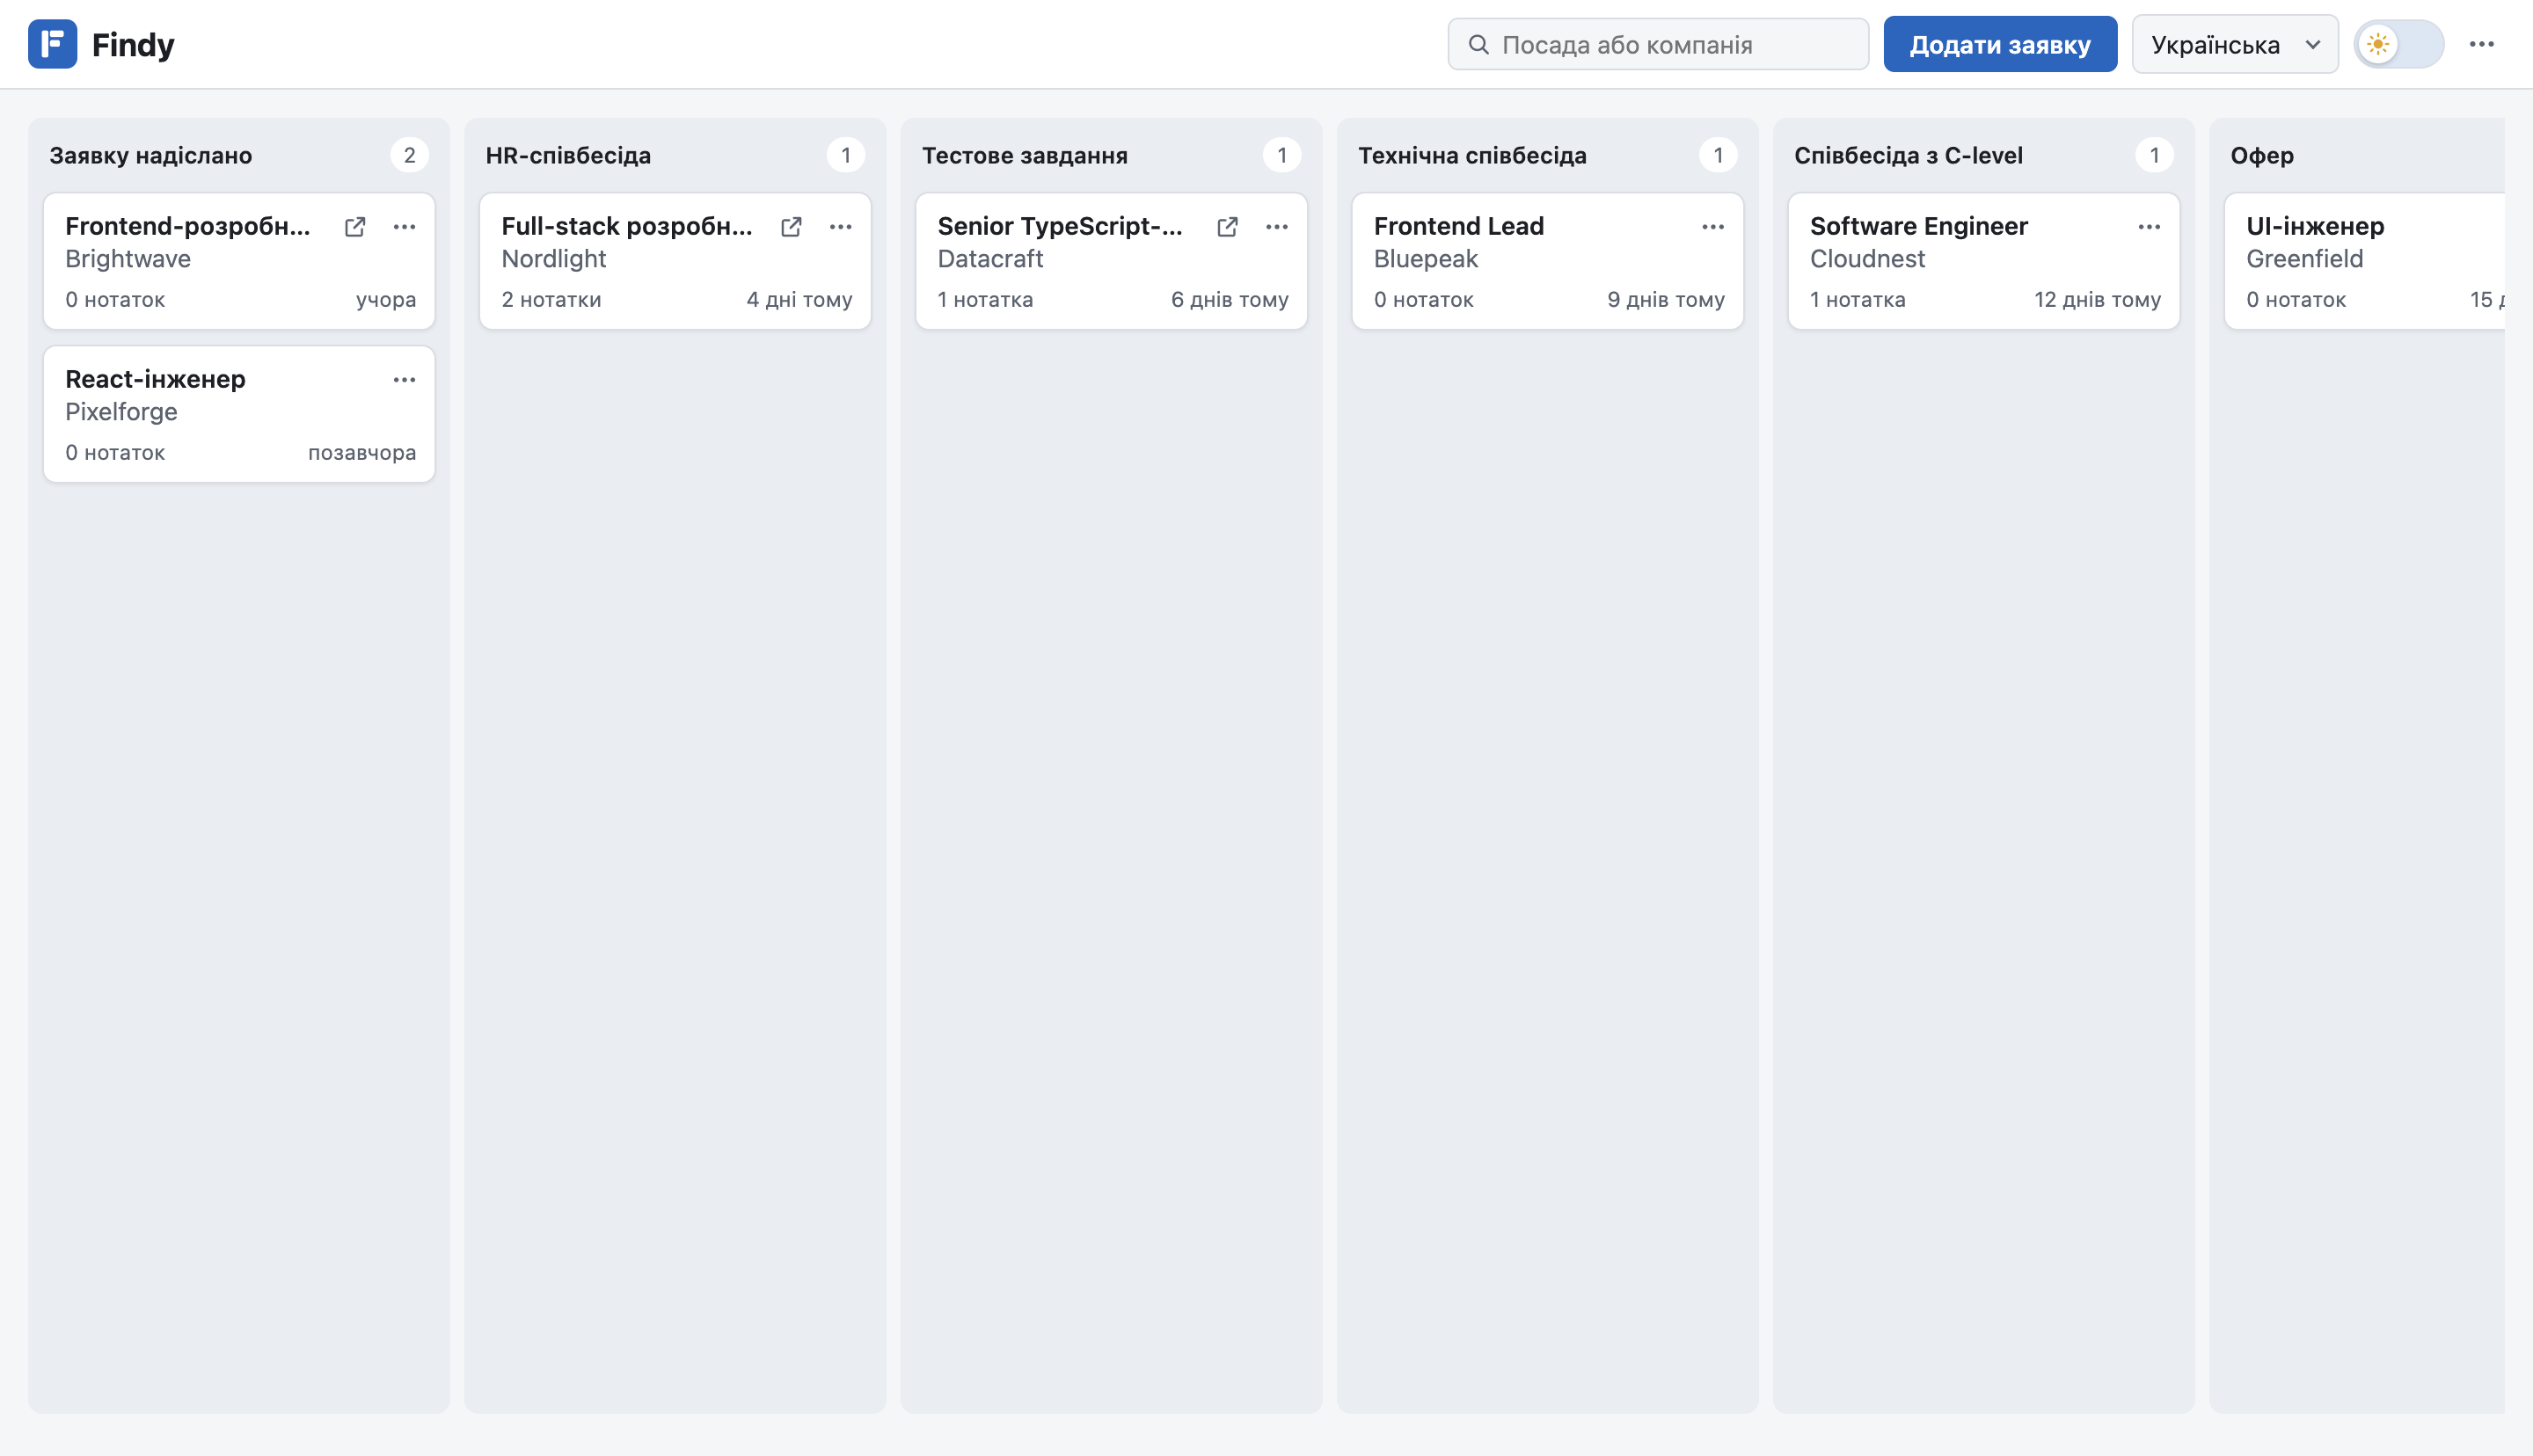 Findy
Посада або компанія
Додати заявку
Українська
Заявку надіслано 2
Frontend-розробн...
Brightwave
0 нотаток учора
React-інженер
Pixelforge
0 нотаток позавчора
HR-співбесіда 1
Full-stack розробн...
Nordlight
2 нотатки 4 дні тому
Тестове завдання 1
Senior TypeScript-...
Datacraft
1 нотатка 6 днів тому
Технічна співбесіда 1
Frontend Lead
Bluepeak
0 нотаток 9 днів тому
Співбесіда з C-level 1
Software Engineer
Cloudnest
1 нотатка 12 днів тому
Офер
UI-інженер
Greenfield
0 нотаток 15